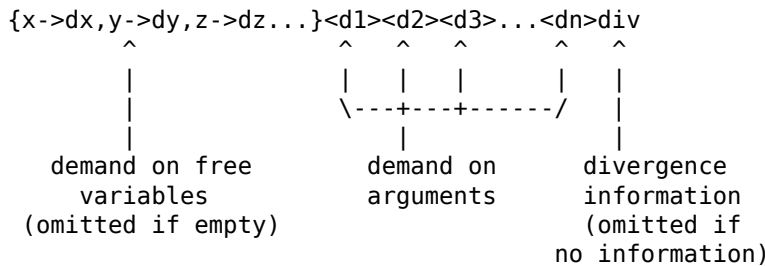 {x->dx,y->dy,z->dz...}<d1><d2><d3>...<dn>div
        ^              ^   ^   ^      ^   ^
        |              |   |   |      |   |
        |              \---+---+------/   |
        |                  |              |
   demand on free        demand on      divergence
     variables           arguments      information
 (omitted if empty)                     (omitted if
                                      no information)